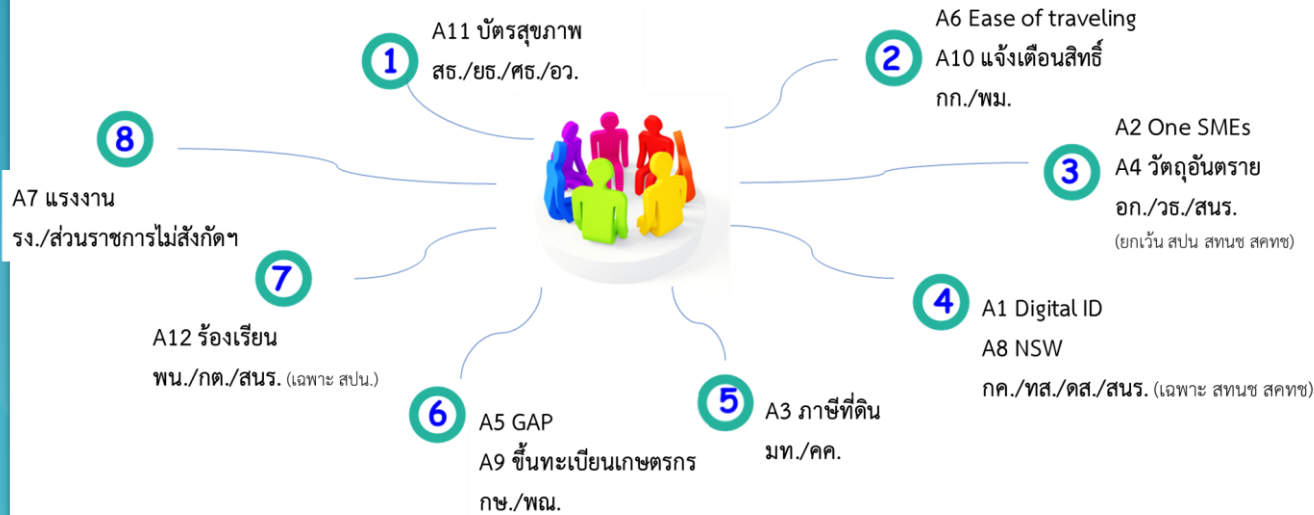 1
A11 บัตรสุขภาพ
สธ./ยธ./ศธ./อว.
2
A6 Ease of traveling
A10 แจ้งเตือนสิทธิ์
กก./พม.
3
A2 One SMEs
A4 วัตถุอันตราย
อก./วธ./สนร.
(ยกเว้น สปน สทนช สคทช)
4
A1 Digital ID
A8 NSW
กค./ทส./ดส./สนร. (เฉพาะ สทนช สคทช)
5
A3 ภาษีที่ดิน
มท./คค.
6
A5 GAP
A9 ขึ้นทะเบียนเกษตรกร
กษ./พณ.
7
A12 ร้องเรียน
พน./กต./สนร. (เฉพาะ สปน.)
8
A7 แรงงาน
รง./ส่วนราชการไม่สังกัดฯ